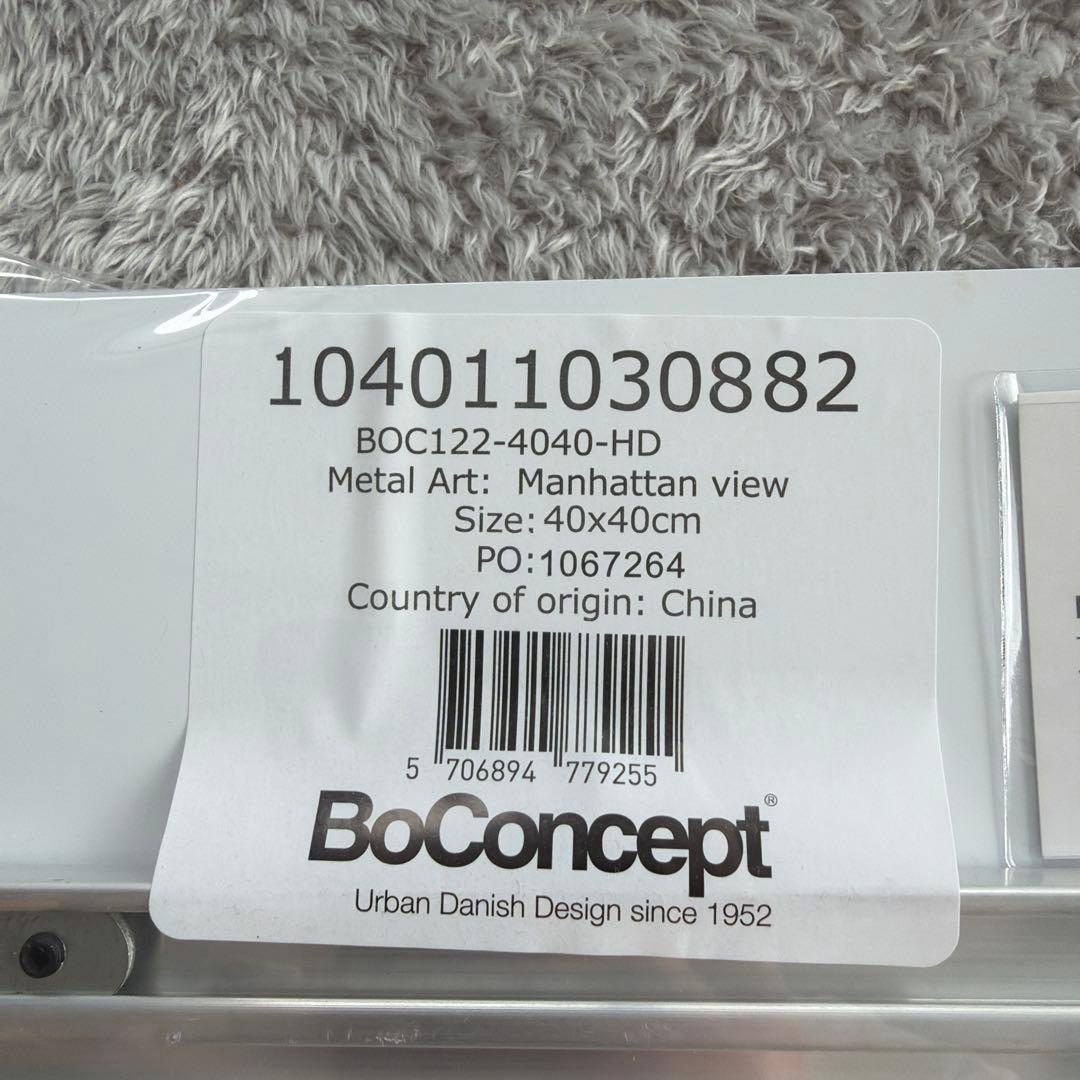 104011030882
BOC122-4040-HD
Metal Art: Manhattan view
Size: 40x40cm
PO:1067264
Country of origin: China
5 706894 779255
BoConcept®
Urban Danish Design since 1952